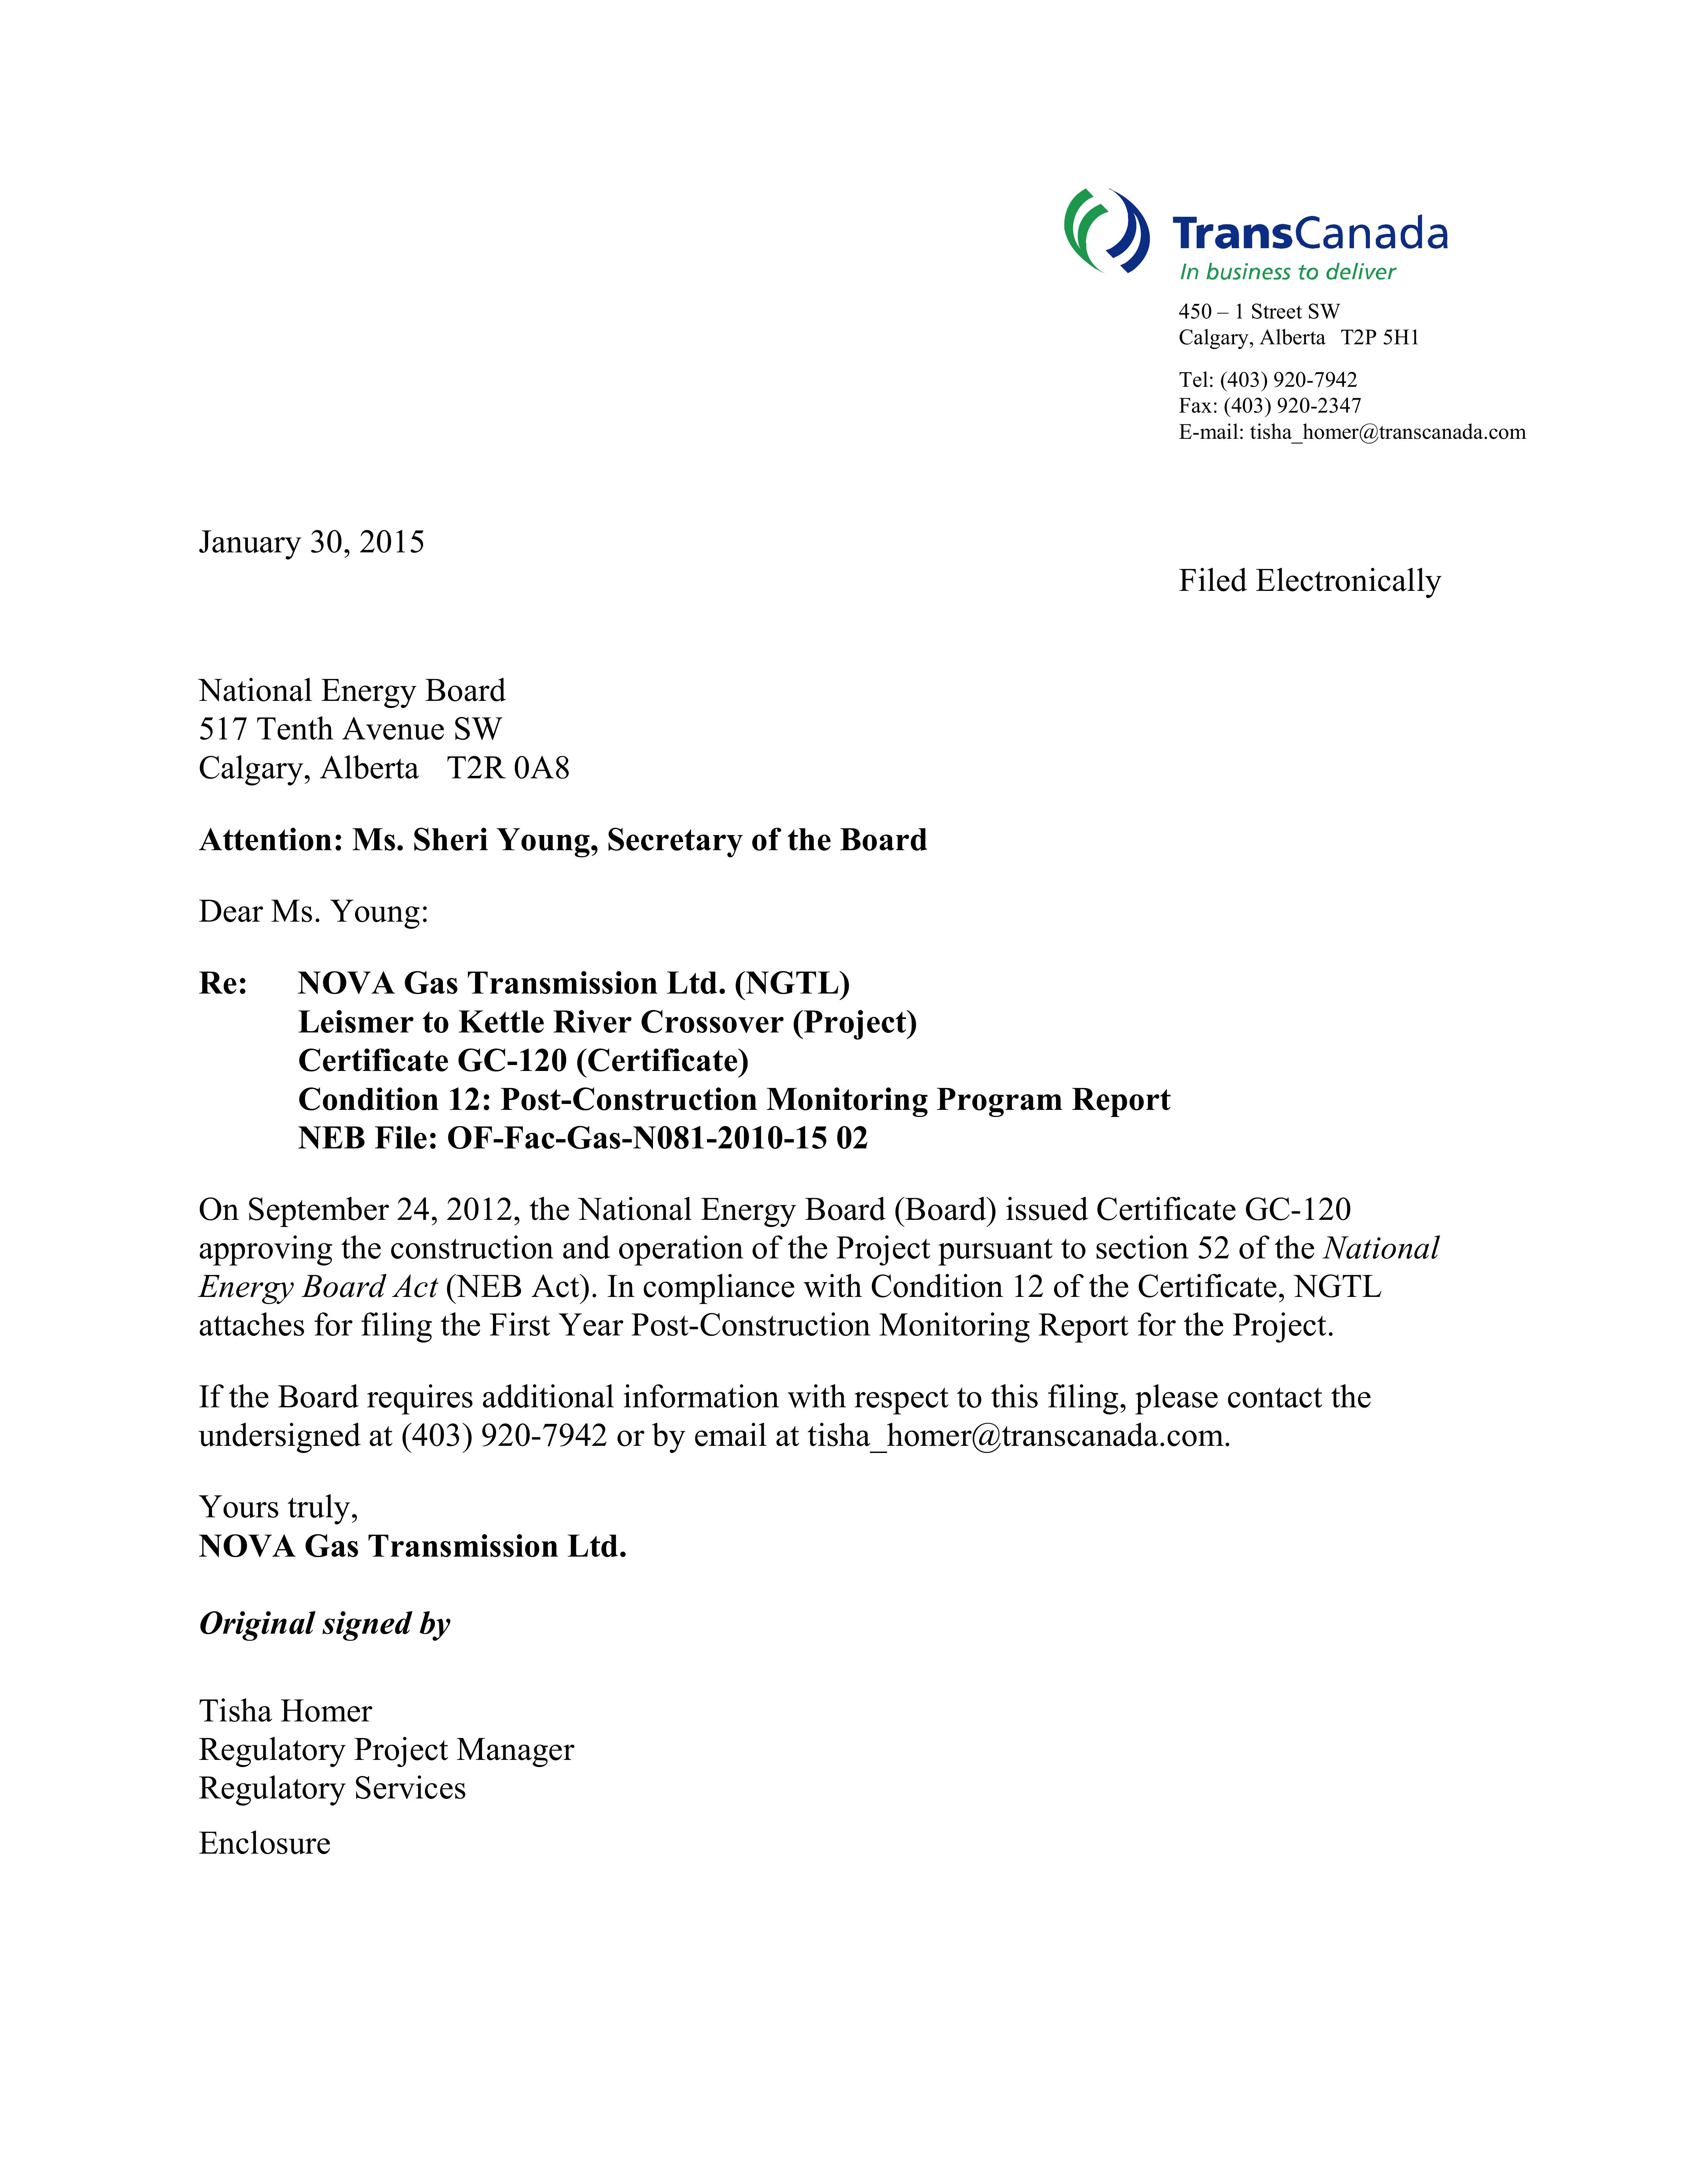 TransCanada
In business to deliver
450 – 1 Street SW
Calgary, Alberta T2P 5H1
Tel: (403) 920-7942
Fax: (403) 920-2347
E-mail: tisha_homer@transcanada.com
January 30, 2015
Filed Electronically
National Energy Board
517 Tenth Avenue SW
Calgary, Alberta T2R 0A8
Attention: Ms. Sheri Young, Secretary of the Board
Dear Ms. Young:
Re: NOVA Gas Transmission Ltd. (NGTL)
Leismer to Kettle River Crossover (Project)
Certificate GC-120 (Certificate)
Condition 12: Post-Construction Monitoring Program Report
NEB File: OF-Fac-Gas-N081-2010-15 02
On September 24, 2012, the National Energy Board (Board) issued Certificate GC-120
approving the construction and operation of the Project pursuant to section 52 of the National
Energy Board Act (NEB Act). In compliance with Condition 12 of the Certificate, NGTL
attaches for filing the First Year Post-Construction Monitoring Report for the Project.
If the Board requires additional information with respect to this filing, please contact the
undersigned at (403) 920-7942 or by email at tisha_homer@transcanada.com.
Yours truly,
NOVA Gas Transmission Ltd.
Original signed by
Tisha Homer
Regulatory Project Manager
Regulatory Services
Enclosure